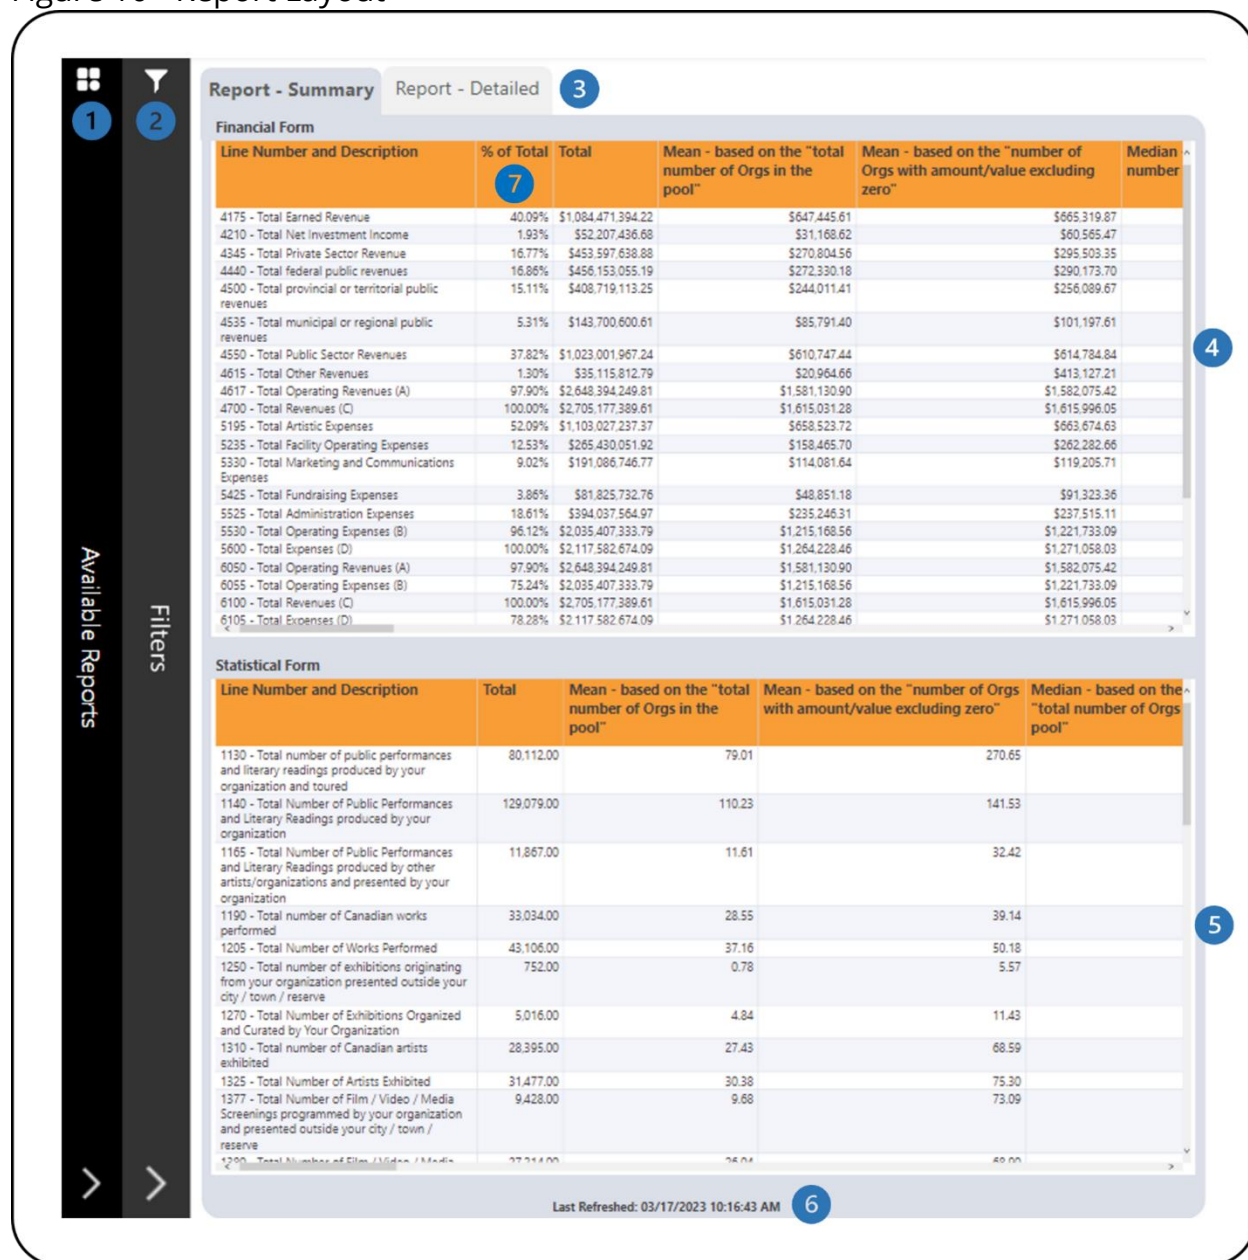 Figure 10 - Report Layout
1
2
Available Reports
Filters
Report - Summary Report - Detailed 3
Financial Form
Line Number and Description % of Total Total Mean - based on the "total number of Orgs in the pool" Mean - based on the "number of Orgs with amount/value excluding zero" Median number
7
4175 - Total Earned Revenue 40.09% $1,084,471,394.22 $647,445.61 $665,319.87
4210 - Total Net Investment Income 1.93% $52,207,436.68 $31,168.62 $60,565.47
4345 - Total Private Sector Revenue 16.77% $453,597,638.88 $270,804.56 $295,503.35
4440 - Total federal public revenues 16.86% $456,153,055.19 $272,330.18 $290,173.70
4500 - Total provincial or territorial public revenues 15.11% $408,719,113.25 $244,011.41 $256,089.67
4535 - Total municipal or regional public revenues 5.31% $143,700,600.61 $85,791.40 $101,197.61
4550 - Total Public Sector Revenues 37.82% $1,023,001,967.24 $610,747.44 $614,784.84
4615 - Total Other Revenues 1.30% $35,115,812.79 $20,964.66 $413,127.21
4617 - Total Operating Revenues (A) 97.90% $2,648,394,249.81 $1,581,130.90 $1,582,075.42
4700 - Total Revenues (C) 100.00% $2,705,177,389.61 $1,615,031.28 $1,615,996.05
5195 - Total Artistic Expenses 52.09% $1,103,027,237.37 $658,523.72 $663,674.63
5235 - Total Facility Operating Expenses 12.53% $265,430,051.92 $158,465.70 $262,282.66
5330 - Total Marketing and Communications Expenses 9.02% $191,086,746.77 $114,081.64 $119,205.71
5425 - Total Fundraising Expenses 3.86% $81,825,732.76 $48,851.18 $91,323.36
5525 - Total Administration Expenses 18.61% $394,037,564.97 $235,246.31 $237,515.11
5530 - Total Operating Expenses (B) 96.12% $2,035,407,333.79 $1,215,168.56 $1,221,733.09
5600 - Total Expenses (D) 100.00% $2,117,582,674.09 $1,264,228.46 $1,271,058.03
6050 - Total Operating Revenues (A) 97.90% $2,648,394,249.81 $1,581,130.90 $1,582,075.42
6055 - Total Operating Expenses (B) 75.24% $2,035,407,333.79 $1,215,168.56 $1,221,733.09
6100 - Total Revenues (C) 100.00% $2,705,177,389.61 $1,615,031.28 $1,615,996.05
6105 - Total Expenses (D) 78.28% $2,117,582,674.09 $1,264,228.46 $1,271,058.03
4
Statistical Form
Line Number and Description Total Mean - based on the "total number of Orgs in the pool" Mean - based on the "number of Orgs with amount/value excluding zero" Median - based on the "total number of Orgs pool"
1130 - Total number of public performances and literary readings produced by your organization and toured 80,112.00 79.01 270.65
1140 - Total Number of Public Performances and Literary Readings produced by your organization 129,079.00 110.23 141.53
1165 - Total Number of Public Performances and Literary Readings produced by other artists/organizations and presented by your organization 11,867.00 11.61 32.42
1190 - Total number of Canadian works performed 33,034.00 28.55 39.14
1205 - Total Number of Works Performed 43,106.00 37.16 50.18
1250 - Total number of exhibitions originating from your organization presented outside your city / town / reserve 752.00 0.78 5.57
1270 - Total Number of Exhibitions Organized and Curated by Your Organization 5,016.00 4.84 11.43
1310 - Total number of Canadian artists exhibited 28,395.00 27.43 68.59
1325 - Total Number of Artists Exhibited 31,477.00 30.38 75.30
1377 - Total Number of Film / Video / Media Screenings programmed by your organization and presented outside your city / town / reserve 9,428.00 9.68 73.09
Total Number of Film / Video / Media
5
Last Refreshed: 03/17/2023 10:16:43 AM 6